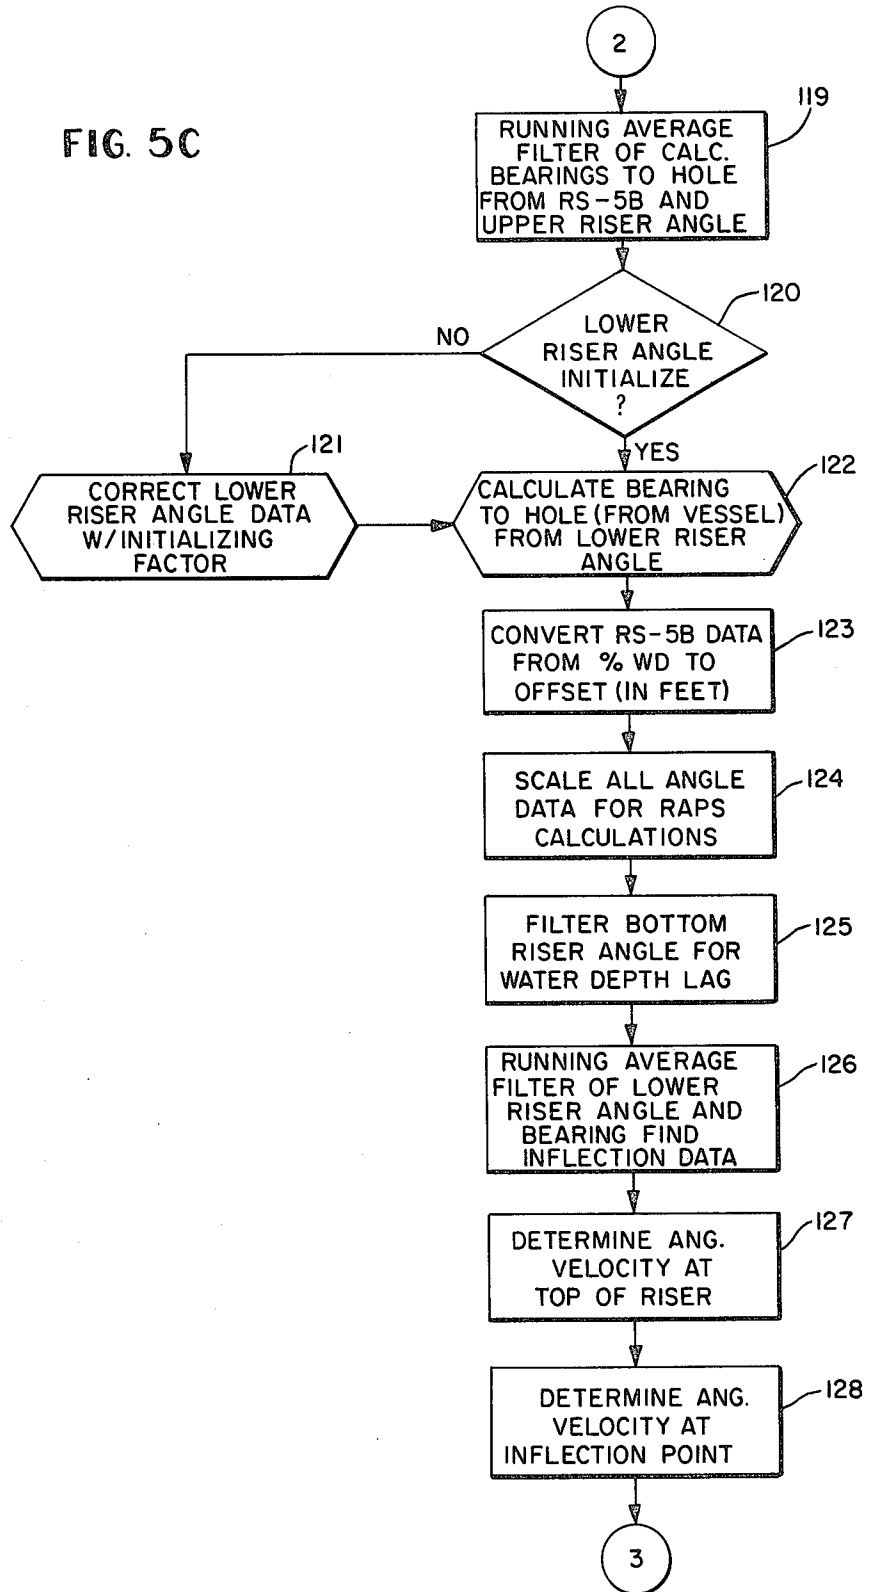 2
FIG. 5C
119
RUNNING AVERAGE
FILTER OF CALC.
BEARINGS TO HOLE
FROM RS-5B AND
UPPER RISER ANGLE
120
LOWER
RISER ANGLE
INITIALIZE
?
NO
YES
121
CORRECT LOWER
RISER ANGLE DATA
W/INITIALIZING
FACTOR
122
CALCULATE BEARING
TO HOLE (FROM VESSEL)
FROM LOWER RISER
ANGLE
123
CONVERT RS-5B DATA
FROM % WD TO
OFFSET (IN FEET)
124
SCALE ALL ANGLE
DATA FOR RAPS
CALCULATIONS
125
FILTER BOTTOM
RISER ANGLE FOR
WATER DEPTH LAG
126
RUNNING AVERAGE
FILTER OF LOWER
RISER ANGLE AND
BEARING FIND
INFLECTION DATA
127
DETERMINE ANG.
VELOCITY AT
TOP OF RISER
128
DETERMINE ANG.
VELOCITY AT
INFLECTION POINT
3